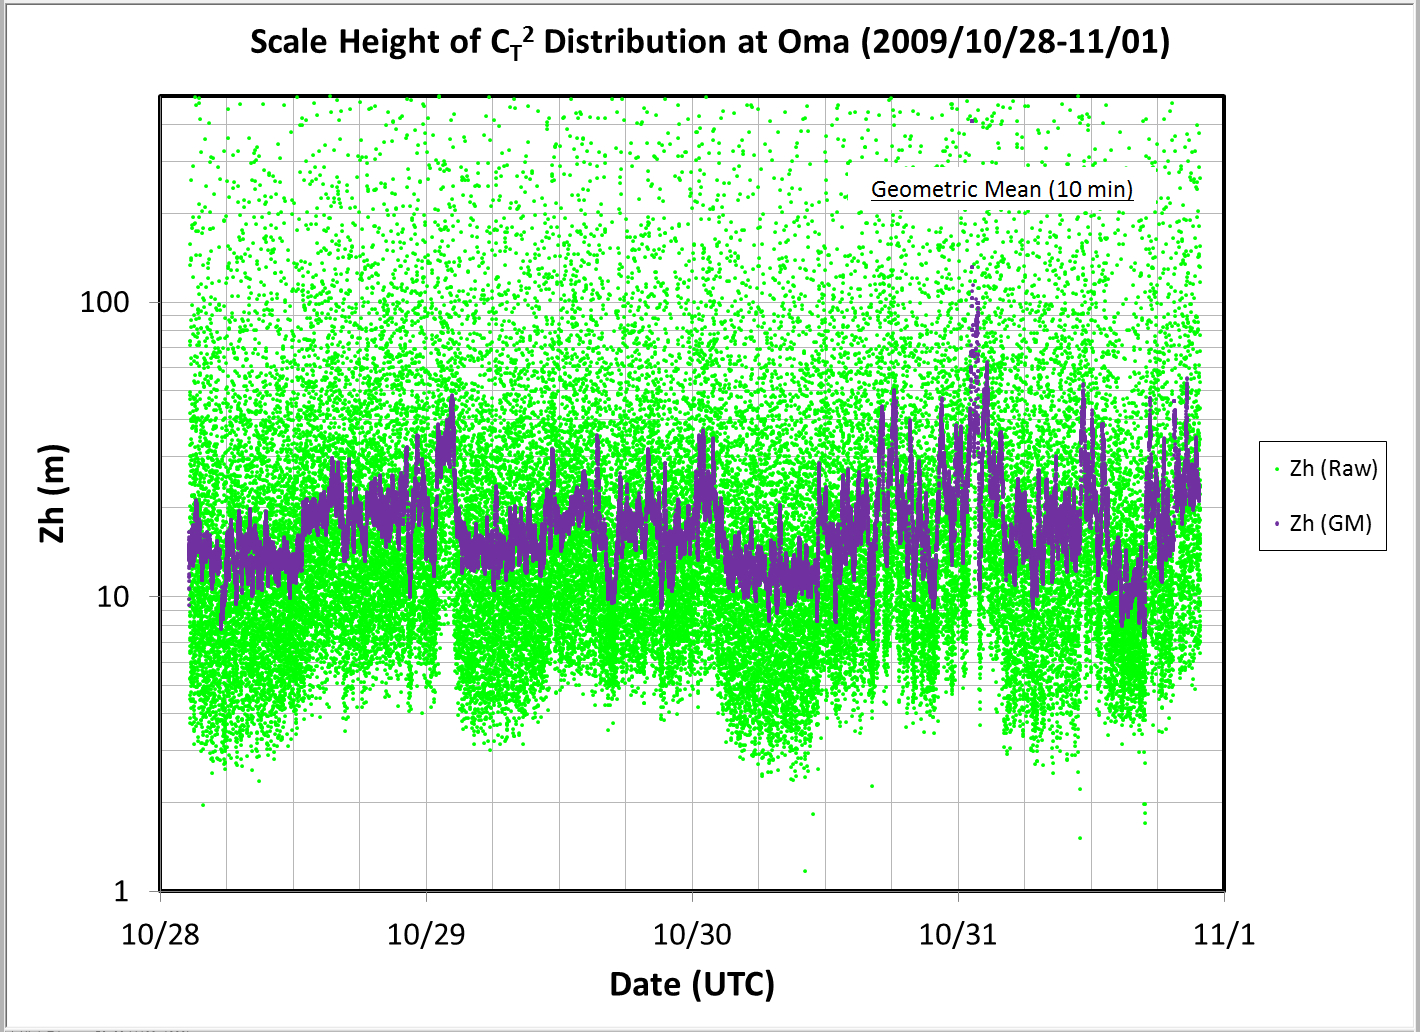 Scale Height of CT2 Distribution at Oma (2009/10/28-11/01)
Geometric Mean (10 min)
100
10
1
Zh (m)
Zh (Raw)
Zh (GM)
10/28 10/29 10/30 10/31 11/1
Date (UTC)